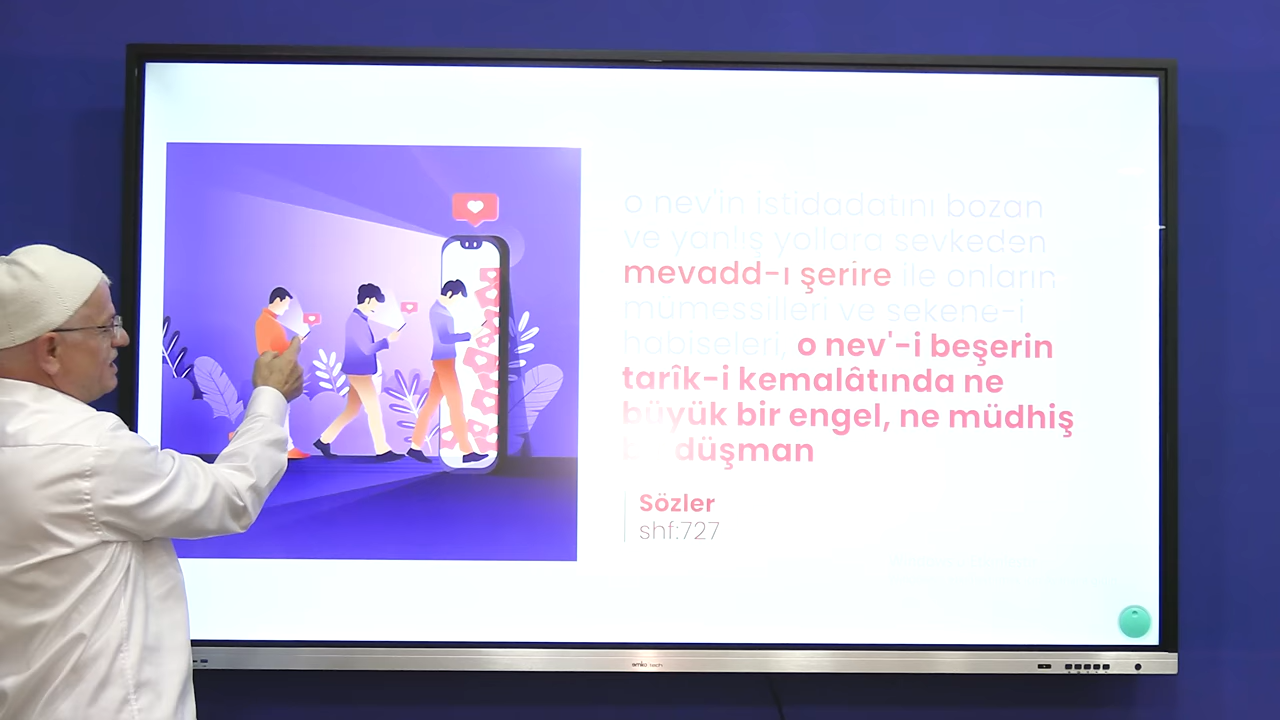 o nev'in istidadatını bozan
ve yanlış yollara sevkeden
mevadd-ı şerire ile onların
mümessilleri ve sekene-i
habiseleri, o nev'-i beşerin
tarîk-i kemalâtında ne
büyük bir engel, ne müdhiş
düşman
Sözler
shf:727